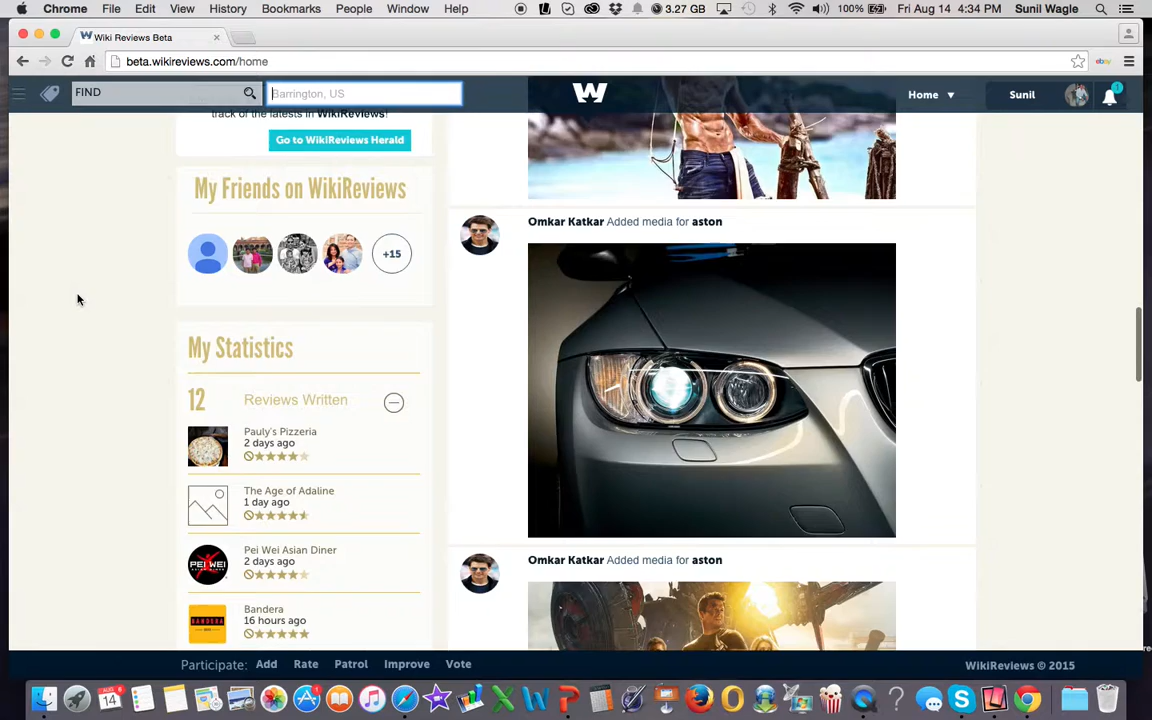 Chrome File Edit View History Bookmarks People Window Help 3.27 GB 100% Fri Aug 14 4:34 PM Sunil Wagle
Wiki Reviews Beta
beta.wikireviews.com/home
ebay
FIND Barrington, US Home Sunil
track of the latests in WikiReviews!
Go to WikiReviews Herald
My Friends on WikiReviews
+15
Omkar Katkar Added media for aston
My Statistics
12 Reviews Written
Pauly's Pizzeria
2 days ago
The Age of Adaline
1 day ago
PEI WEI
Pei Wei Asian Diner
2 days ago
BANDERA
Bandera
16 hours ago
Omkar Katkar Added media for aston
Participate: Add Rate Patrol Improve Vote WikiReviews © 2015